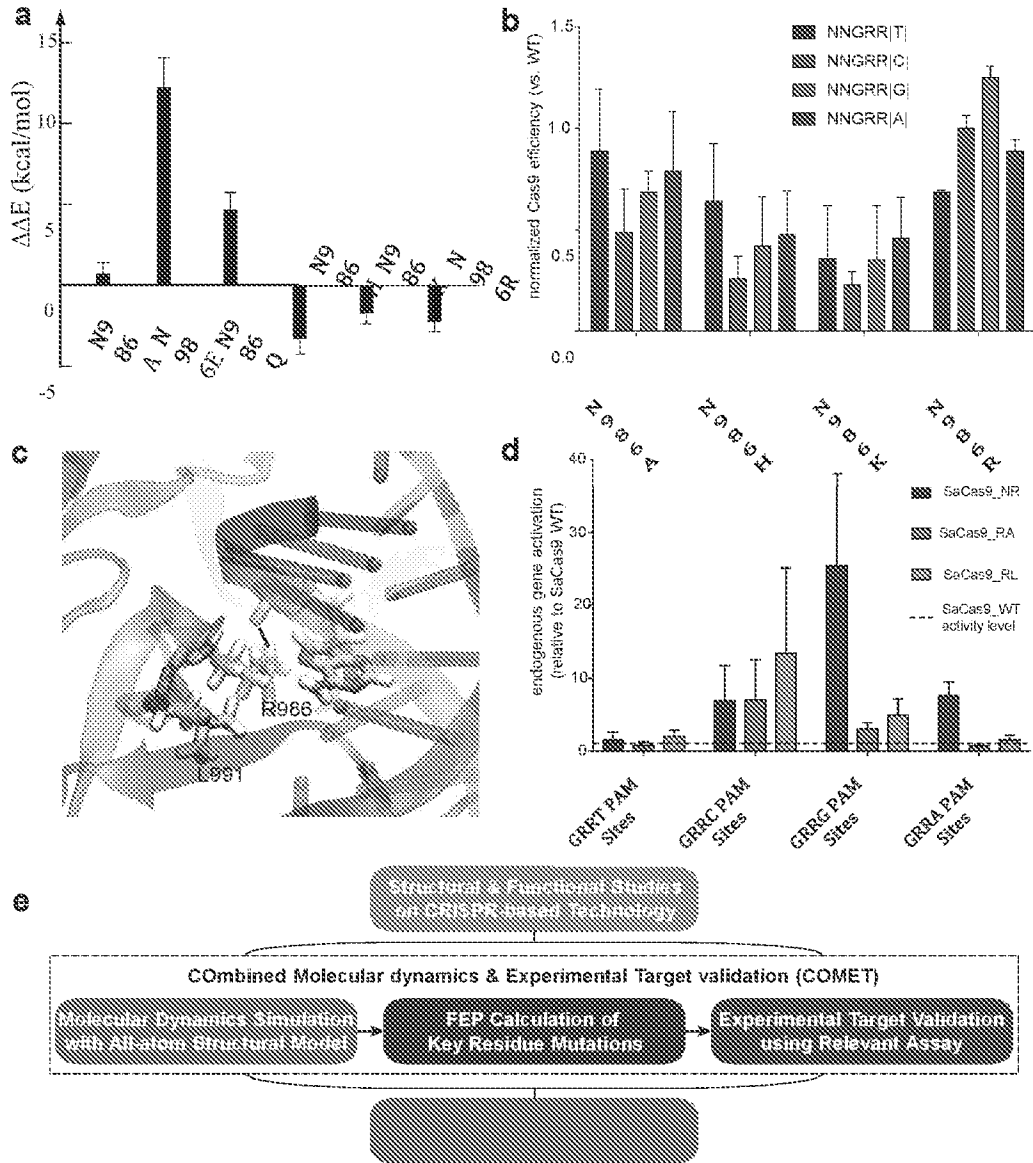 a
ΔΔE (kcal/mol)
15
10
5
0
-5
N9
86
A N
98
6E N9
86
Q
N9
86
H N9
86
K N
98
6R
b
normalized Cas9 efficiency (vs. WT)
1.5
1.0
0.5
0.0
NNGRR|T|
NNGRR|C|
NNGRR|G|
NNGRR|A|
N986A
N986H
N986K
N986R
c
R986
L991
d
endogenous gene activation
(relative to SaCas9 WT)
40
30
20
10
0
SaCas9_NR
SaCas9_RA
SaCas9_RL
SaCas9_WT
activity level
GRRT PAM
Sites
GRRC PAM
Sites
GRRG PAM
Sites
GRRA PAM
Sites
e
Structural & Functional Studies
on CRISPR-based Technology
COmbined Molecular dynamics & Experimental Target validation (COMET)
Molecular Dynamics Simulation
with All-atom Structural Model
FEP Calculation of
Key Residue Mutations
Experimental Target Validation
using Relevant Assay